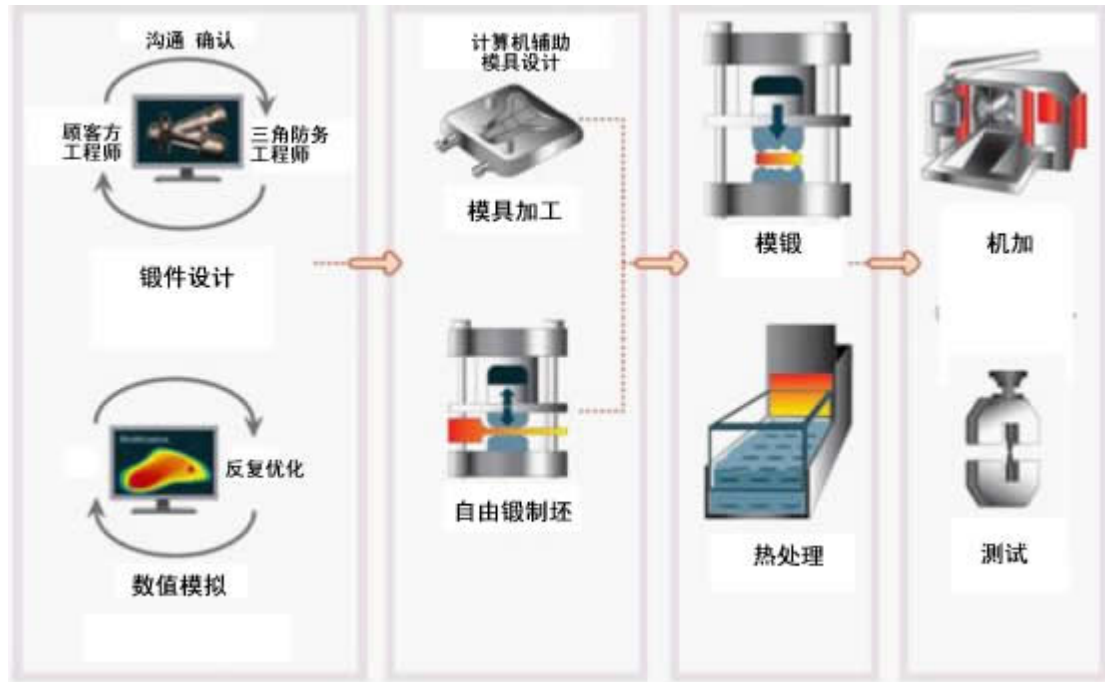 沟通 确认
顾客方
工程师
三角防务
工程师
锻件设计
反复优化
数值模拟
计算机辅助
模具设计
模具加工
自由锻制坯
模锻
热处理
机加
测试